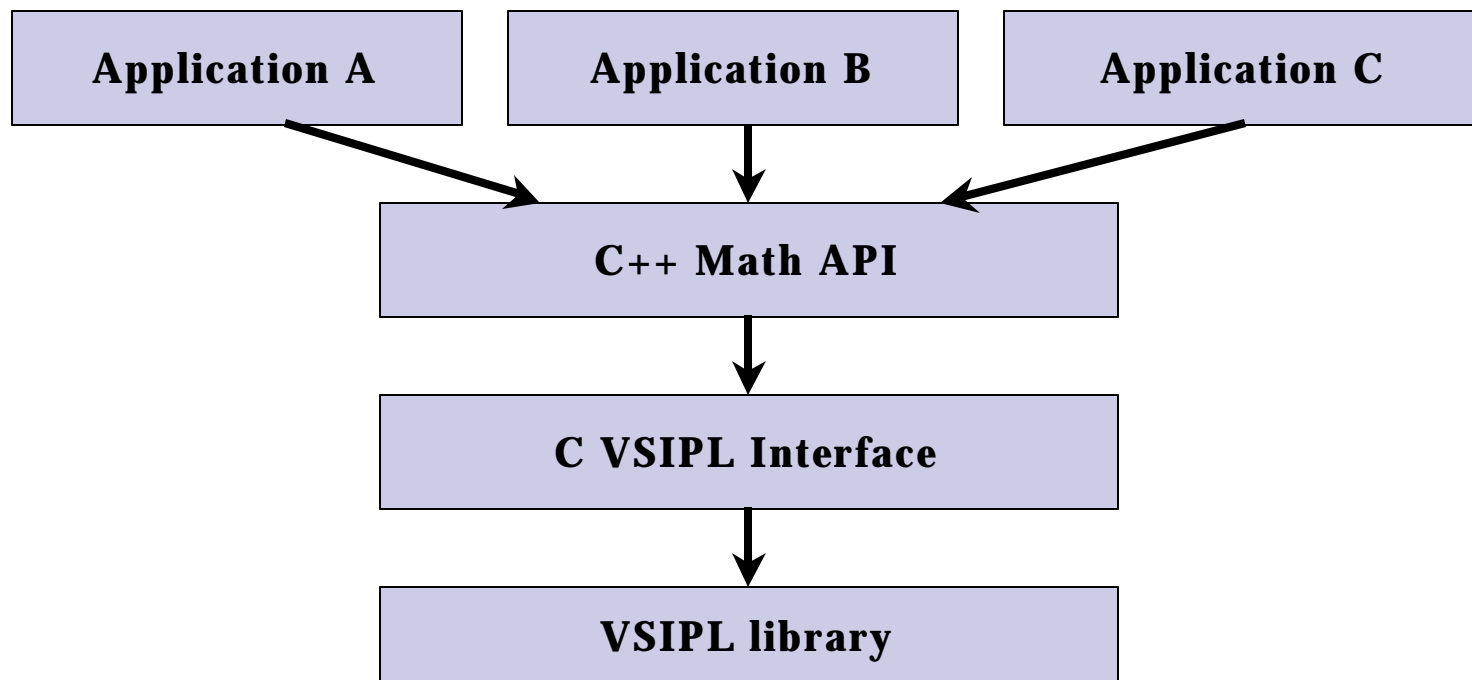 Application A
Application B
Application C
C++ Math API
C VSIPL Interface
VSIPL library